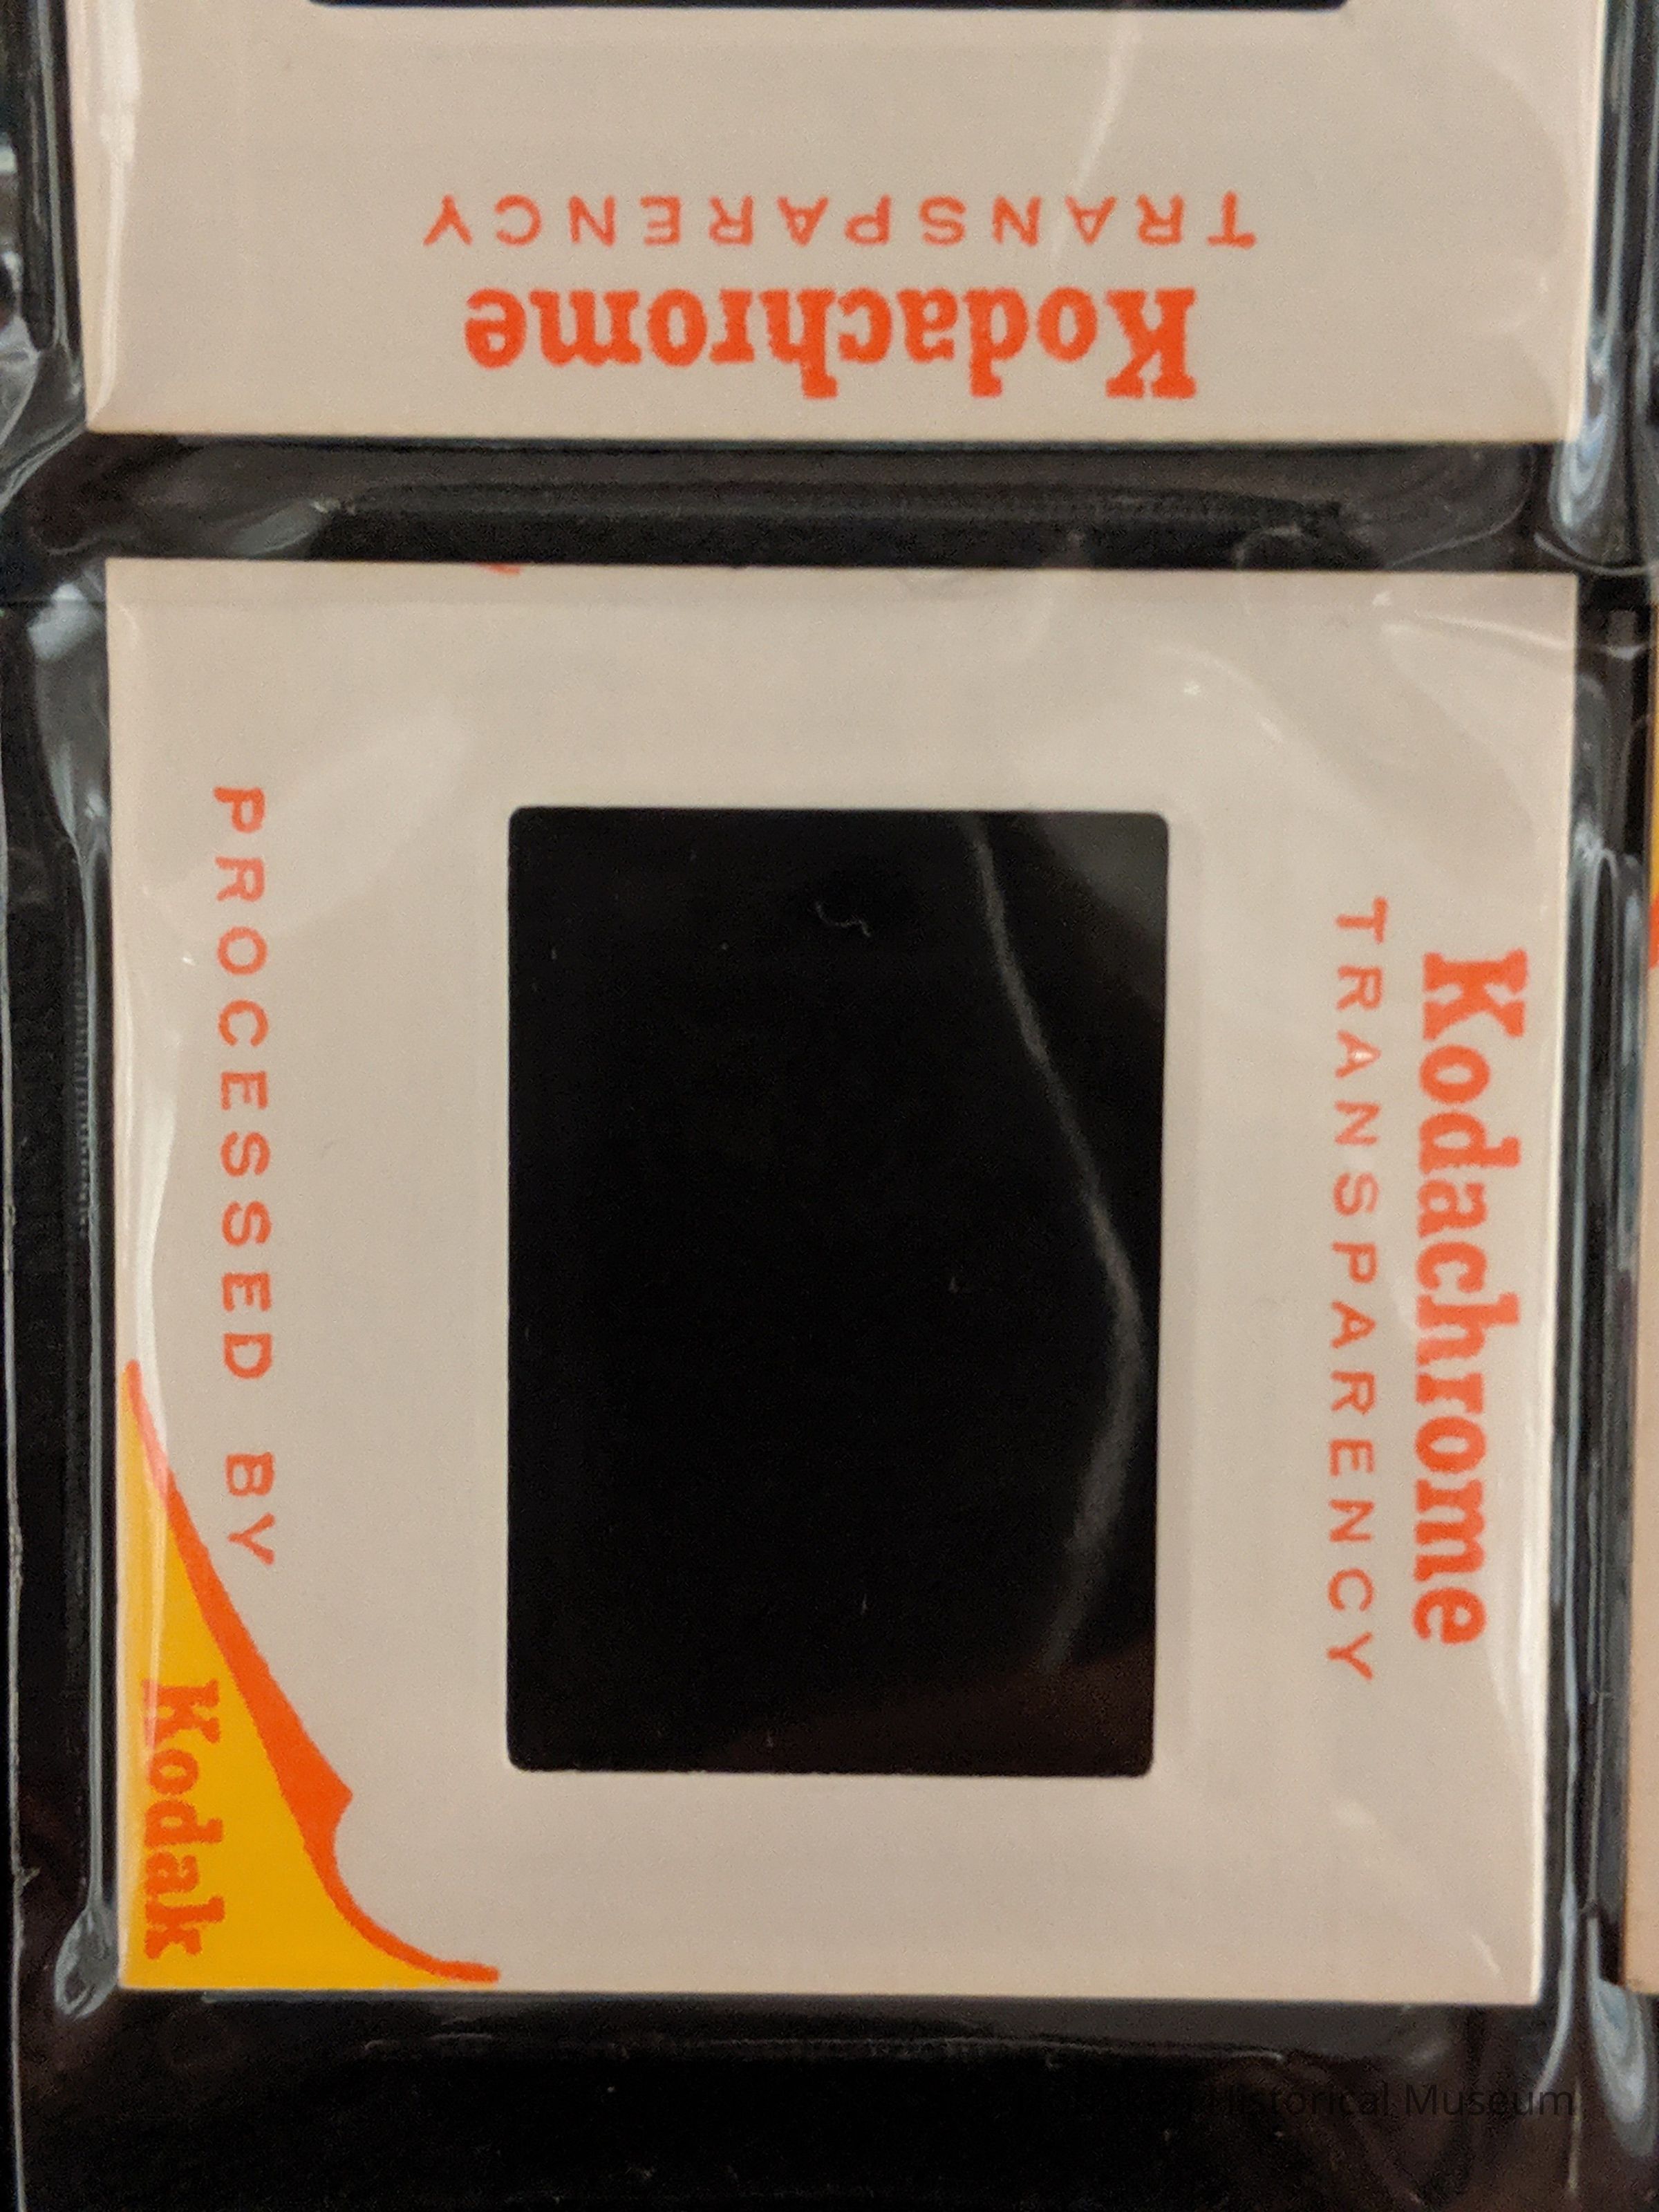 Kodachrome
TRANSPARENCY
Kodachrome
TRANSPARENCY
PROCESSED BY
Kodak
Historical Museum